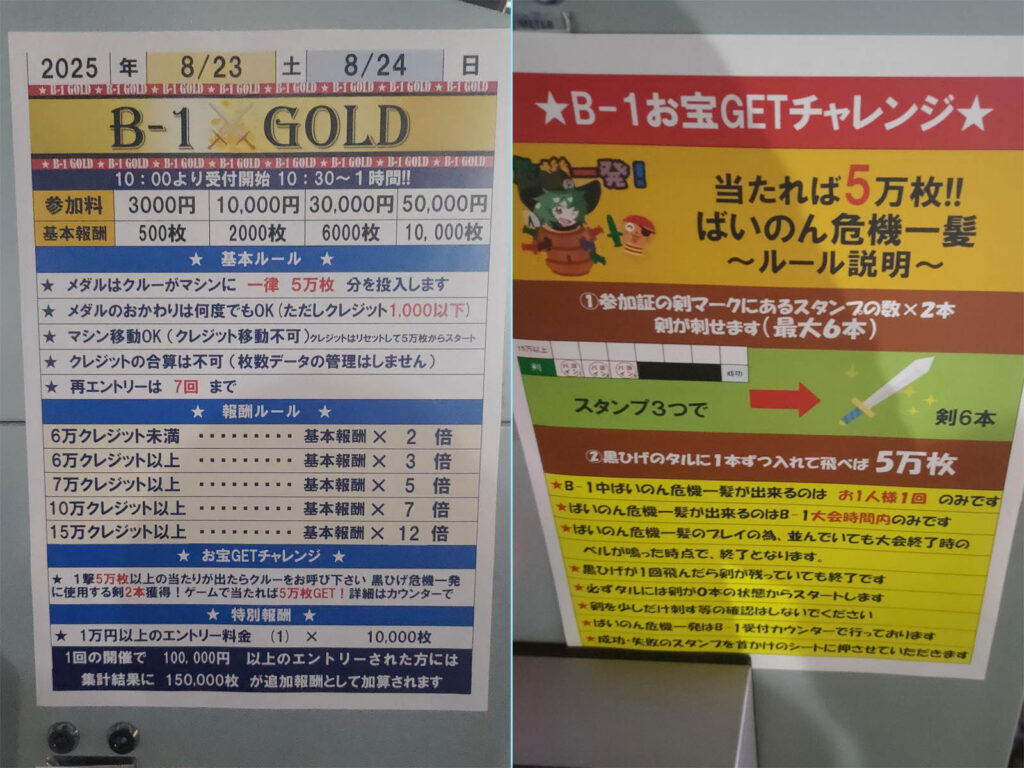 2025 年 8/23 土 8/24 日
★ B-1 GOLD ★ B-1 GOLD ★ B-1 GOLD ★ B-1 GOLD ★ B-1 GOLD ★
B-1 GOLD
★ B-1 GOLD ★ B-1 GOLD ★ B-1 GOLD ★ B-1 GOLD ★ B-1 GOLD ★
10:00より受付開始 10:30~1時間!!
参加料 3000円 10,000円 30,000円 50,000円
基本報酬 500枚 2000枚 6000枚 10,000枚
★ 基本ルール ★
★ メダルはクルーがマシンに 一律 5万枚 分を投入します
★ メダルのおかわりは何度でもOK(ただしクレジット1,000以下)
★ マシン移動OK(クレジット移動不可)クレジットはリセットして5万枚からスタート
★ クレジットの合算は不可(枚数データの管理はしません)
★ 再エントリーは 7回 まで
★ 報酬ルール ★
6万クレジット未満 ・・・・・・・・・ 基本報酬 × 2 倍
6万クレジット以上 ・・・・・・・・・ 基本報酬 × 3 倍
7万クレジット以上 ・・・・・・・・・ 基本報酬 × 5 倍
10万クレジット以上 ・・・・・・・・・ 基本報酬 × 7 倍
15万クレジット以上 ・・・・・・・・・ 基本報酬 × 12 倍
★ お宝GETチャレンジ ★
★ 1撃5万枚以上の当たりが出たらクルーをお呼び下さい 黒ひげ危機一発
に使用する剣2本獲得!ゲームで当たれば5万枚GET!詳細はカウンターで
★ 特別報酬 ★
★ 1万円以上のエントリー料金 (1) × 10,000枚
1回の開催で 100,000円 以上のエントリーされた方には
集計結果に 150,000枚 が追加報酬として加算されます
METER
★B-1お宝GETチャレンジ★
一発
当たれば5万枚!!
ばいのん危機一髪
~ルール説明~
①参加証の剣マークにあるスタンプの数×2本
剣が刺せます(最大6本)
15万以上
剣 成功
スタンプ3つで 剣6本
②黒ひげのタルに1本ずつ入れて飛べば 5万枚
★B-1中ばいのん危機一髪が出来るのは お1人様1回 のみです
★ばいのん危機一髪が出来るのはB-1大会時間内のみです
★ばいのん危機一髪のプレイの為、並んでいても大会終了時の
ベルが鳴った時点で、終了となります。
★黒ひげが1回飛んだら剣が残っていても終了です
★必ずタルには剣が0本の状態からスタートします
★剣を少しだけ刺す等の確認はしないでください
★ばいのん危機一発はB-1受付カウンターで行っております
★成功・失敗のスタンプを首かけのシートに押させていただきます